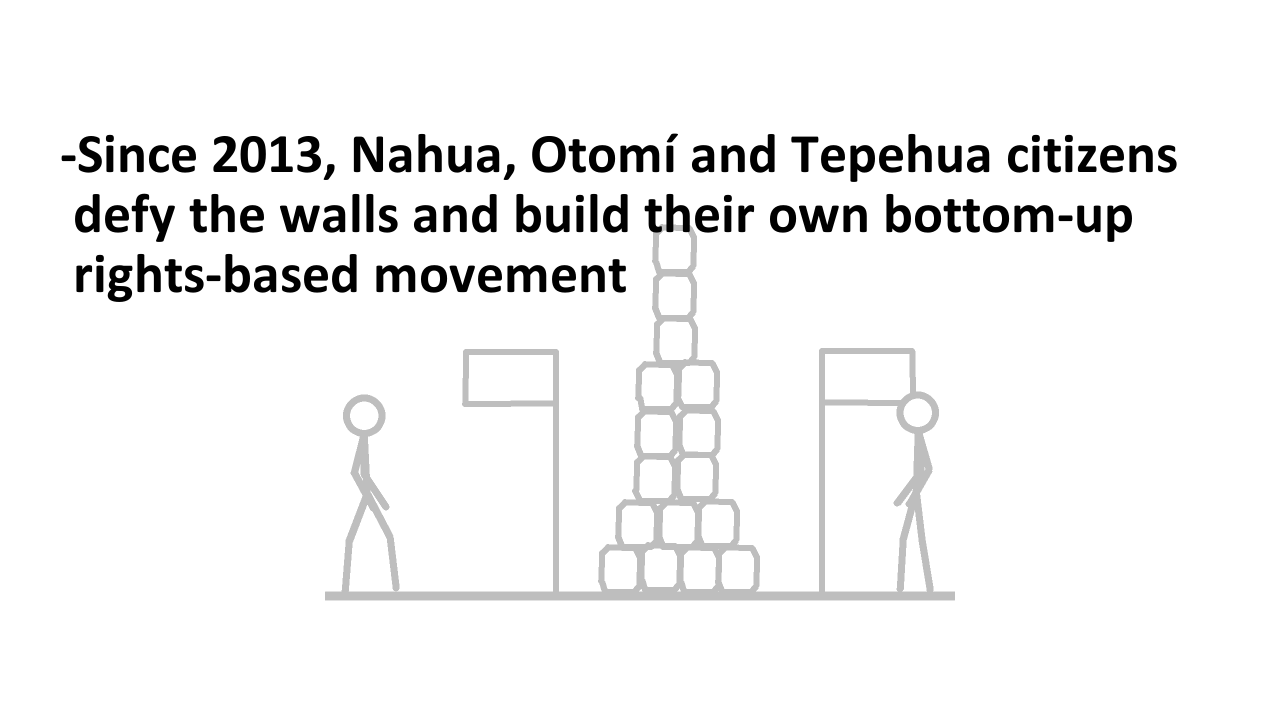 -Since 2013, Nahua, Otomí and Tepehua citizens
defy the walls and build their own bottom-up
rights-based movement